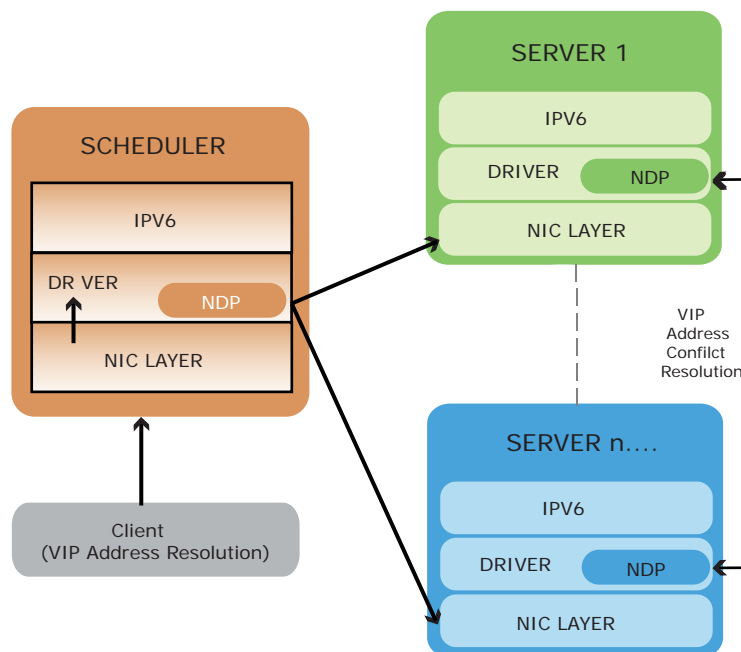 SCHEDULER
IPV6
DR VER
NDP
NIC LAYER
Client
(VIP Address Resolution)
SERVER 1
IPV6
DRIVER
NDP
NIC LAYER
VIP
Address
Confilct
Resolution
SERVER n....
IPV6
DRIVER
NDP
NIC LAYER